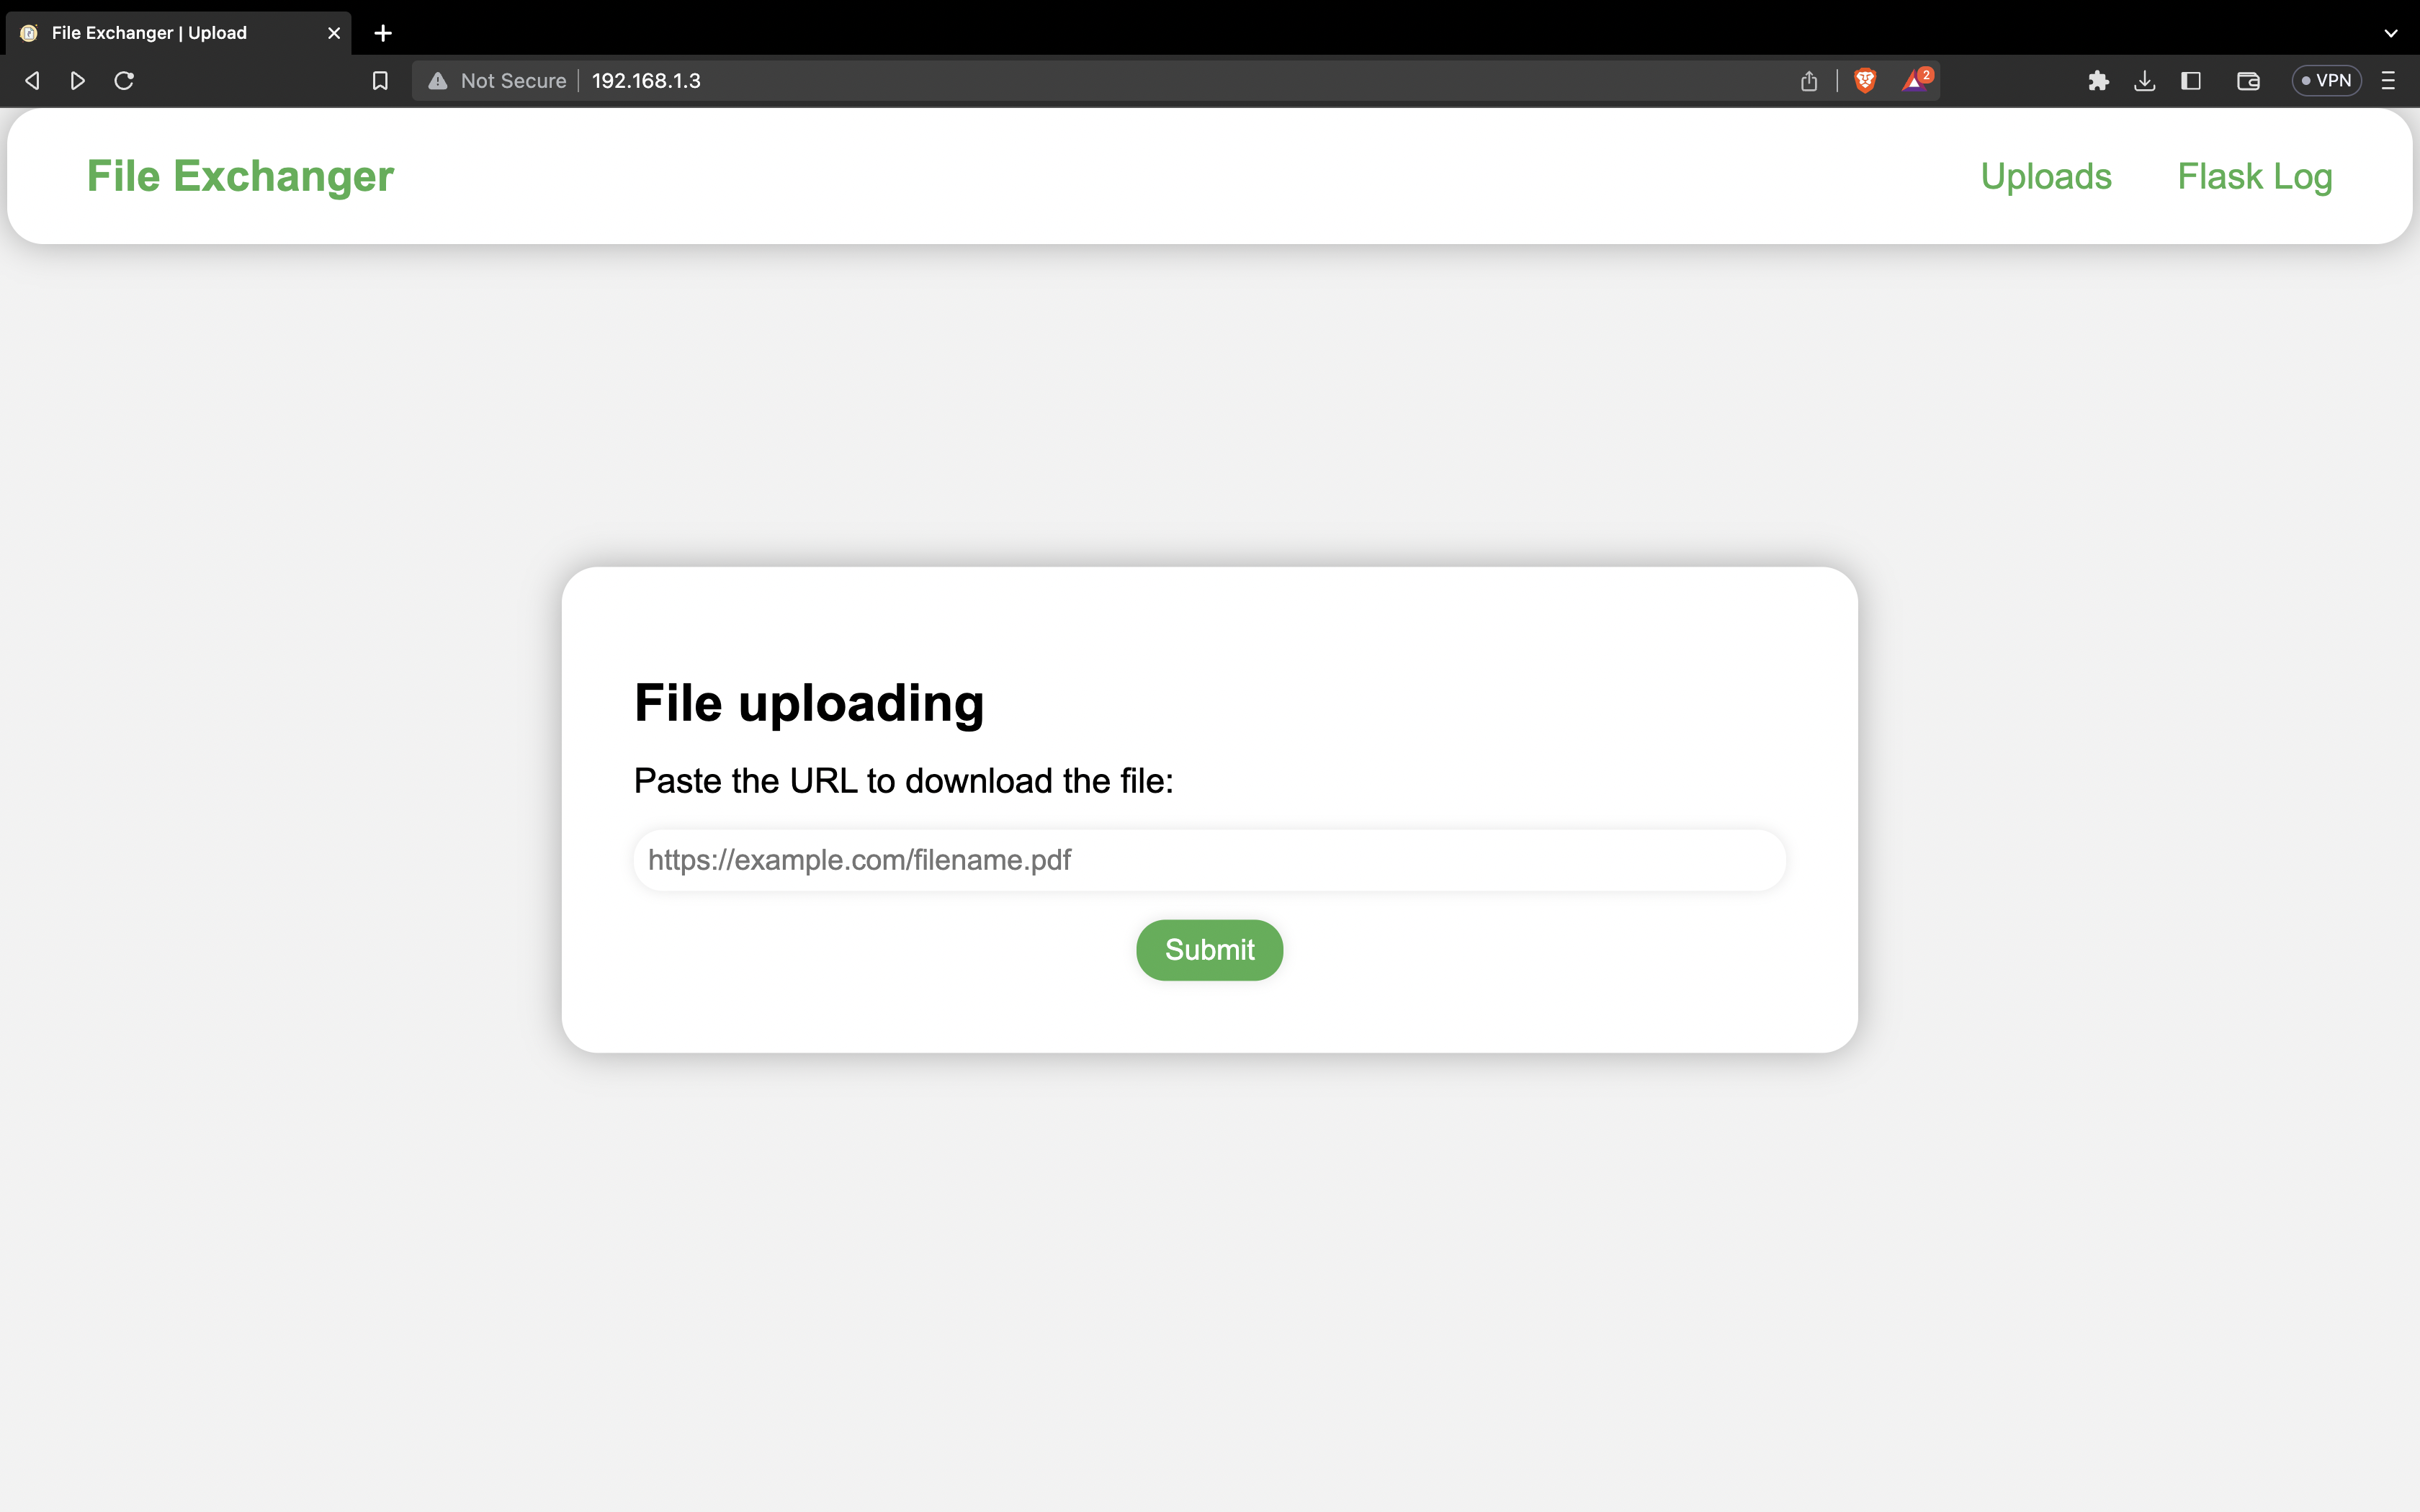 File Exchanger | Upload
Not Secure 192.168.1.3 2 VPN
File Exchanger Uploads Flask Log
File uploading
Paste the URL to download the file:
https://example.com/filename.pdf
Submit